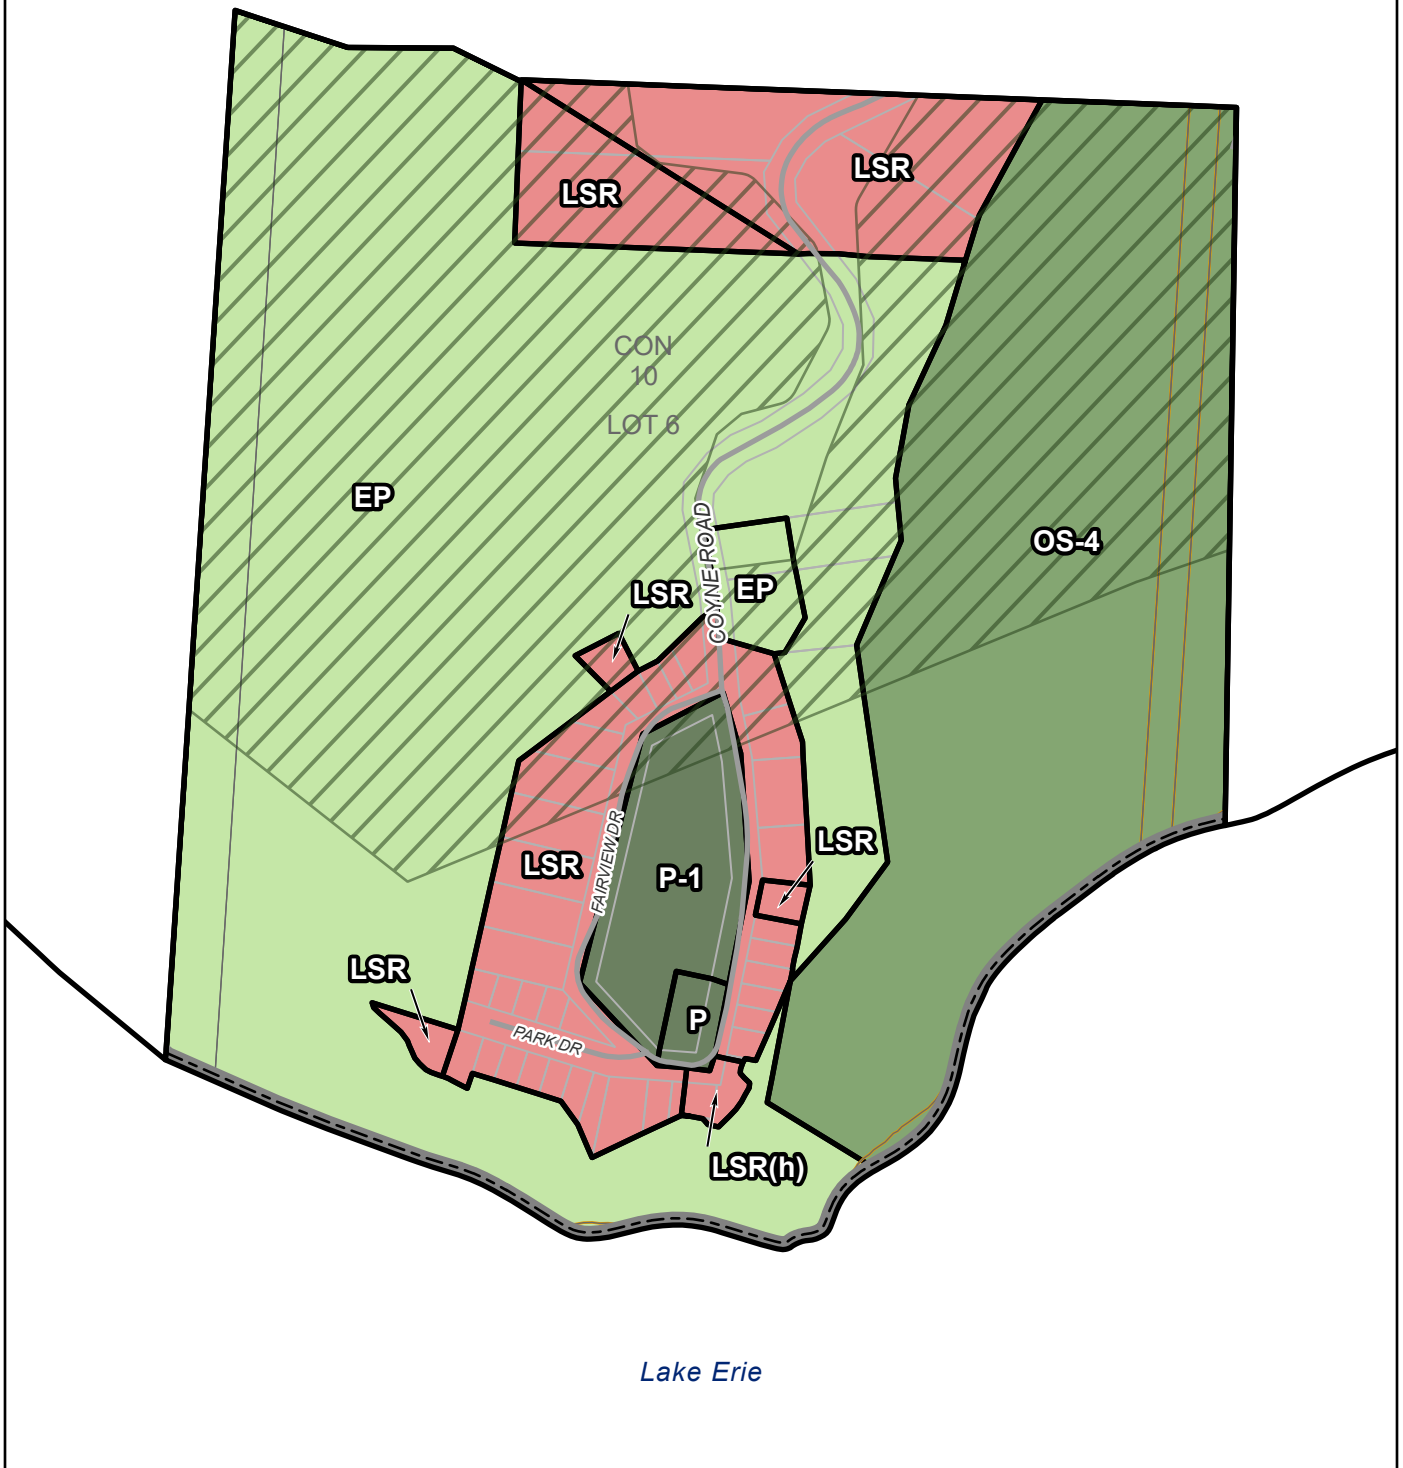 LSR
LSR
CON
10
LOT 6
EP
OS-4
COYNE ROAD
EP
LSR
LSR
FAIRVIEW DR
LSR
P-1
LSR
P
PARK DR
LSR(h)
Lake Erie